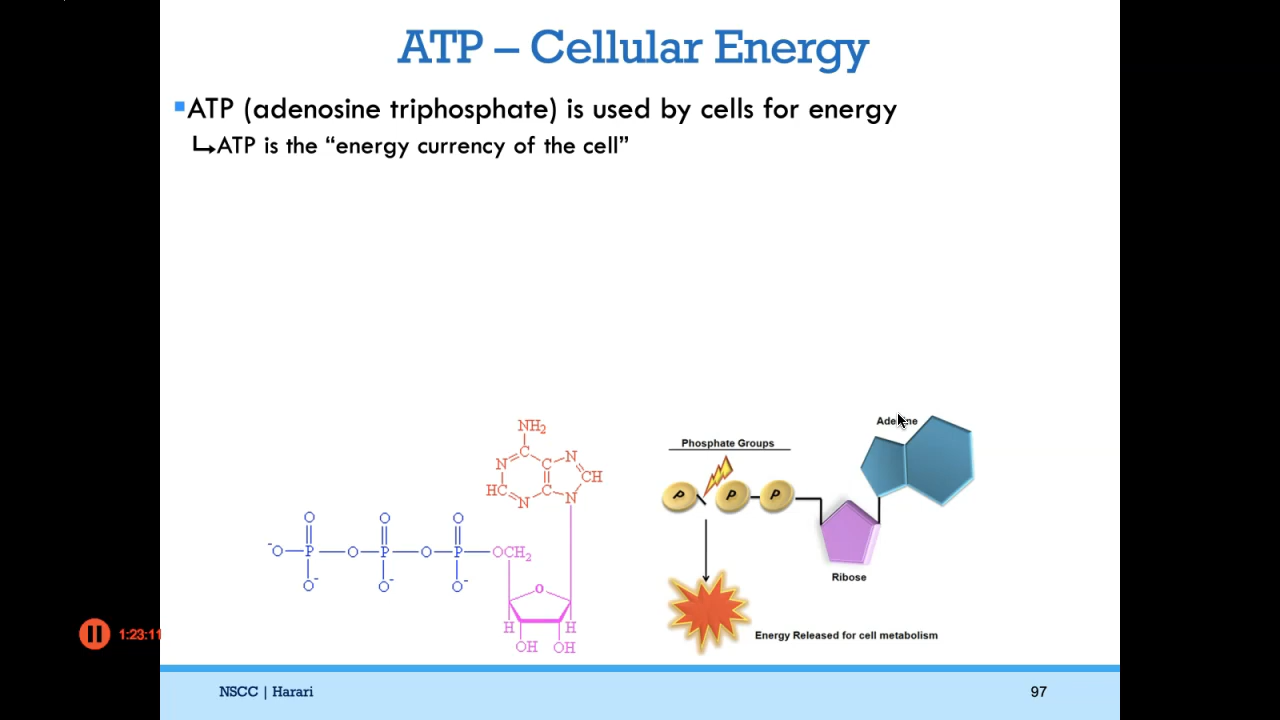 ATP – Cellular Energy
ATP (adenosine triphosphate) is used by cells for energy
ATP is the “energy currency of the cell”
NH2
N
C
C
N
CH
HC
N
C
N
O
O
O
-O
P
O
P
O
P
OCH2
O-
O-
O-
O
H
H
OH
OH
Phosphate Groups
P
P
P
Ribose
Energy Released for cell metabolism
1:23:11
NSCC | Harari
97